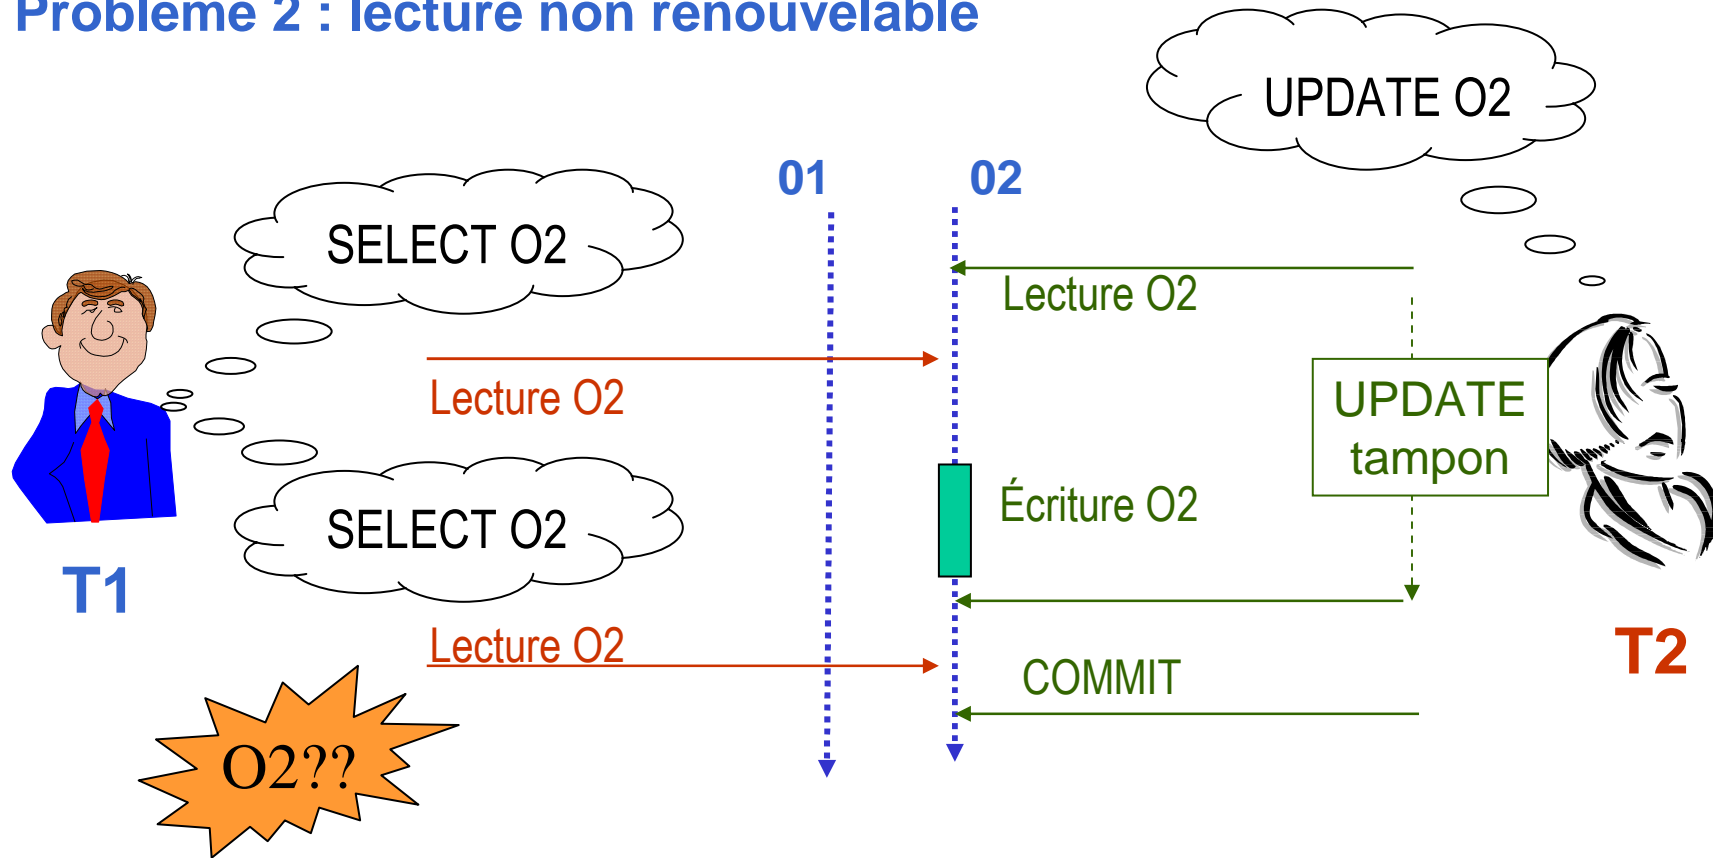 Problème 2 : lecture non renouvelable
UPDATE O2
01
02
SELECT O2
Lecture O2
Lecture O2
UPDATE
tampon
Écriture O2
SELECT O2
T1
Lecture O2
T2
COMMIT
O2??